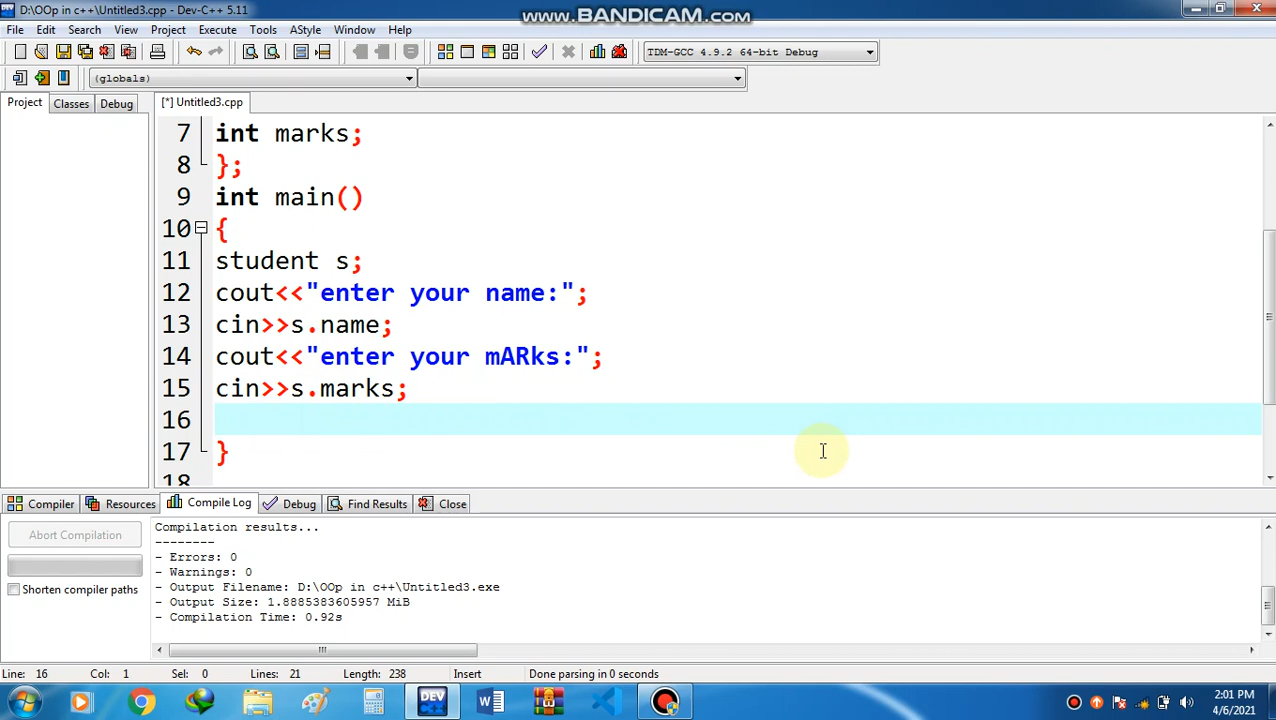 D:\OOp in c++\Untitled3.cpp - Dev-C++ 5.11
www.BANDICAM.com
File Edit Search View Project Execute Tools AStyle Window Help
TDM-GCC 4.9.2 64-bit Debug
(globals)
Project Classes Debug
[*] Untitled3.cpp
7 int marks;
8 };
9 int main()
10 {
11 student s;
12 cout<<"enter your name:";
13 cin>>s.name;
14 cout<<"enter your mARks:";
15 cin>>s.marks;
16
17 }
18
Compiler Resources Compile Log Debug Find Results Close
Abort Compilation
Shorten compiler paths
Compilation results...
--------
- Errors: 0
- Warnings: 0
- Output Filename: D:\OOp in c++\Untitled3.exe
- Output Size: 1.8885383605957 MiB
- Compilation Time: 0.92s
Line: 16 Col: 1 Sel: 0 Lines: 21 Length: 238 Insert Done parsing in 0 seconds
DEV C++
W
2:01 PM
4/6/2021